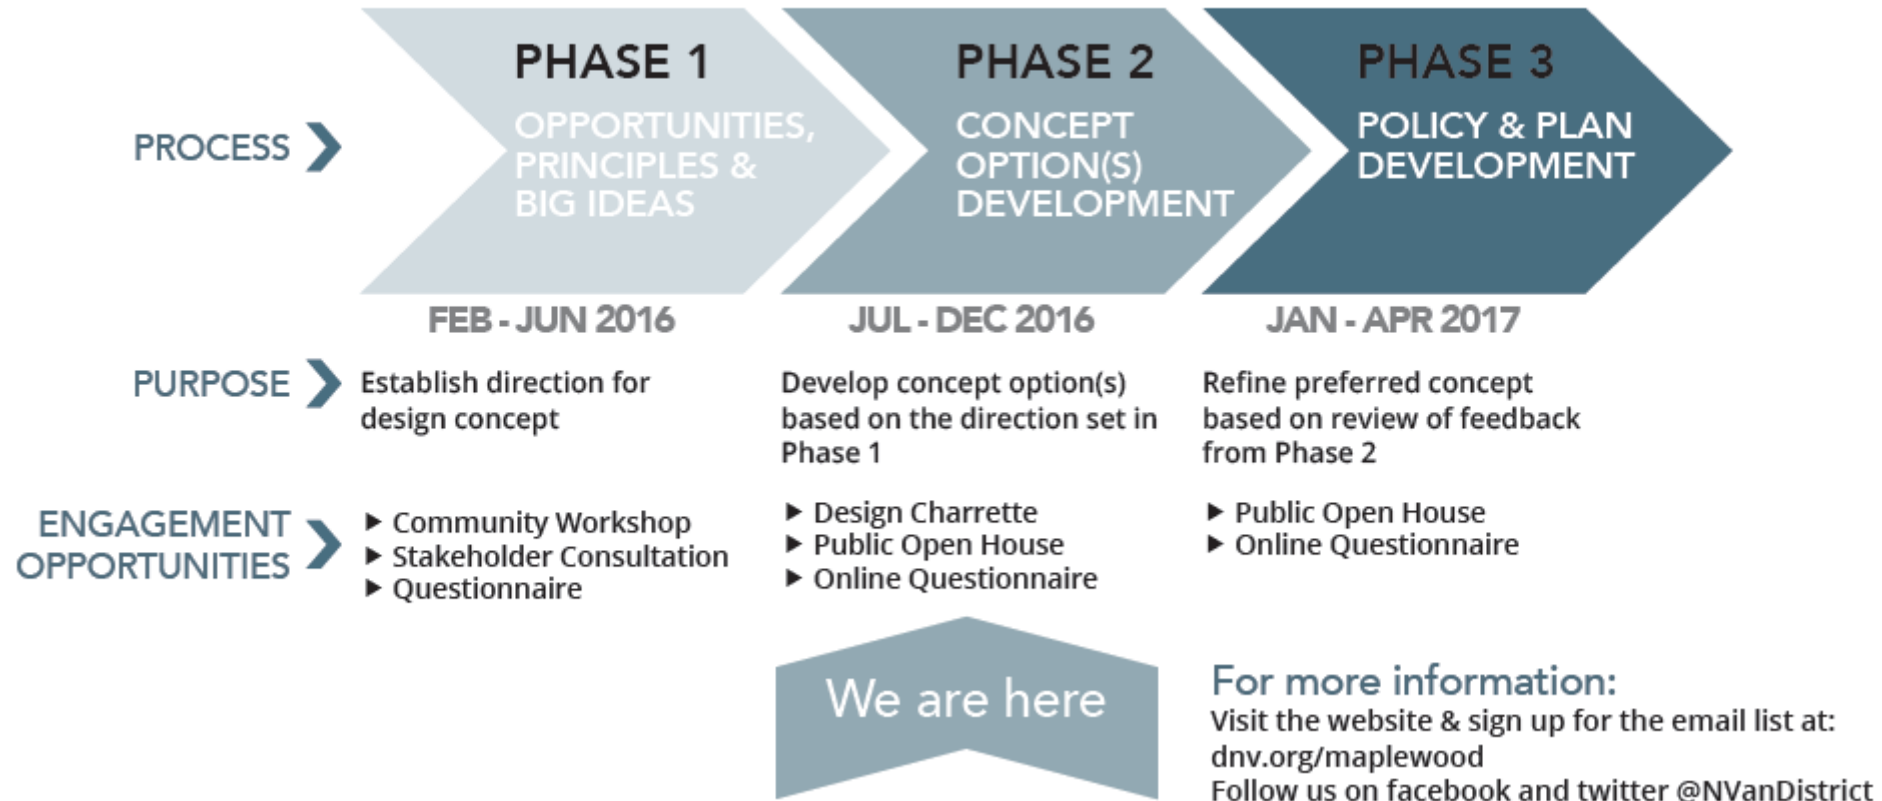 PROCESS
PHASE 1
OPPORTUNITIES,
PRINCIPLES &
BIG IDEAS
PHASE 2
CONCEPT
OPTION(S)
DEVELOPMENT
PHASE 3
POLICY & PLAN
DEVELOPMENT
FEB - JUN 2016
JUL - DEC 2016
JAN - APR 2017
PURPOSE
Establish direction for
design concept
Develop concept option(s)
based on the direction set in
Phase 1
Refine preferred concept
based on review of feedback
from Phase 2
ENGAGEMENT
OPPORTUNITIES
Community Workshop
Stakeholder Consultation
Questionnaire
Design Charrette
Public Open House
Online Questionnaire
Public Open House
Online Questionnaire
We are here
For more information:
Visit the website & sign up for the email list at:
dnv.org/maplewood
Follow us on facebook and twitter @NVanDistrict